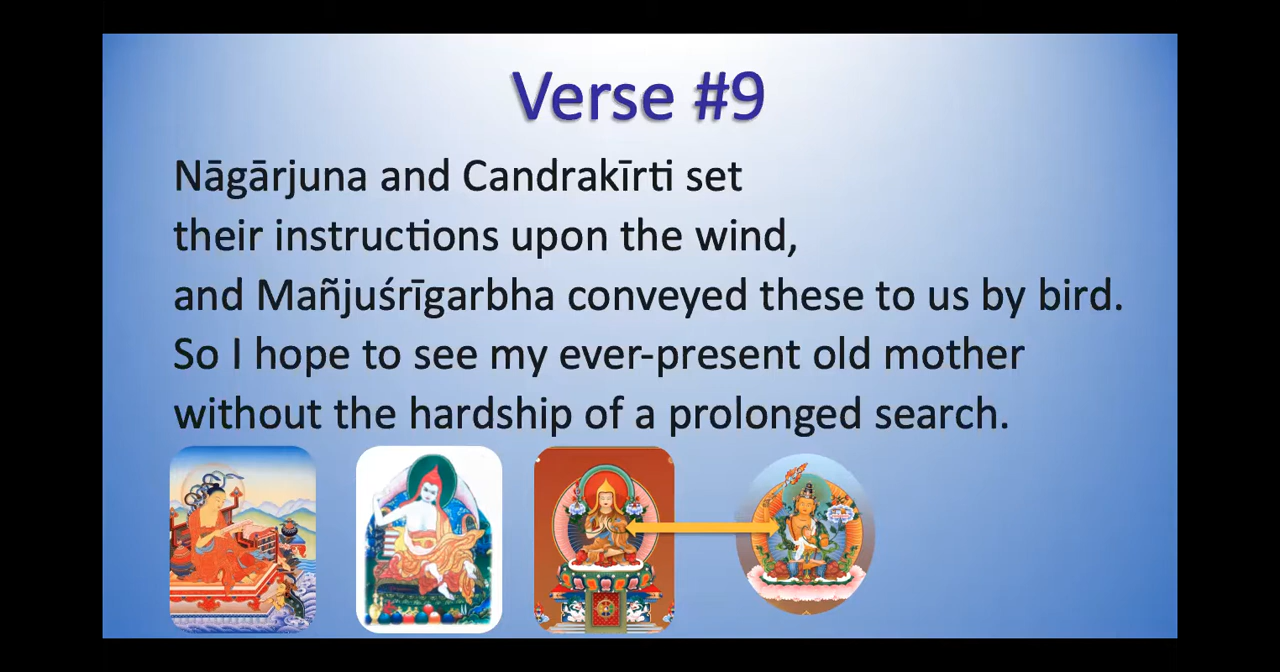 Verse #9
Nāgārjuna and Candrakīrti set
their instructions upon the wind,
and Mañjuśrīgarbha conveyed these to us by bird.
So I hope to see my ever-present old mother
without the hardship of a prolonged search.